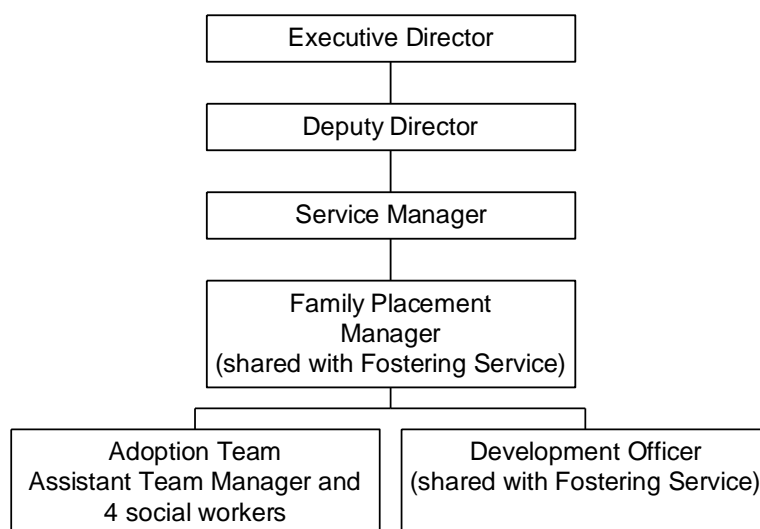 Executive Director
Deputy Director
Service Manager
Family Placement
Manager
(shared with Fostering Service)
Adoption Team
Assistant Team Manager and
4 social workers
Development Officer
(shared with Fostering Service)